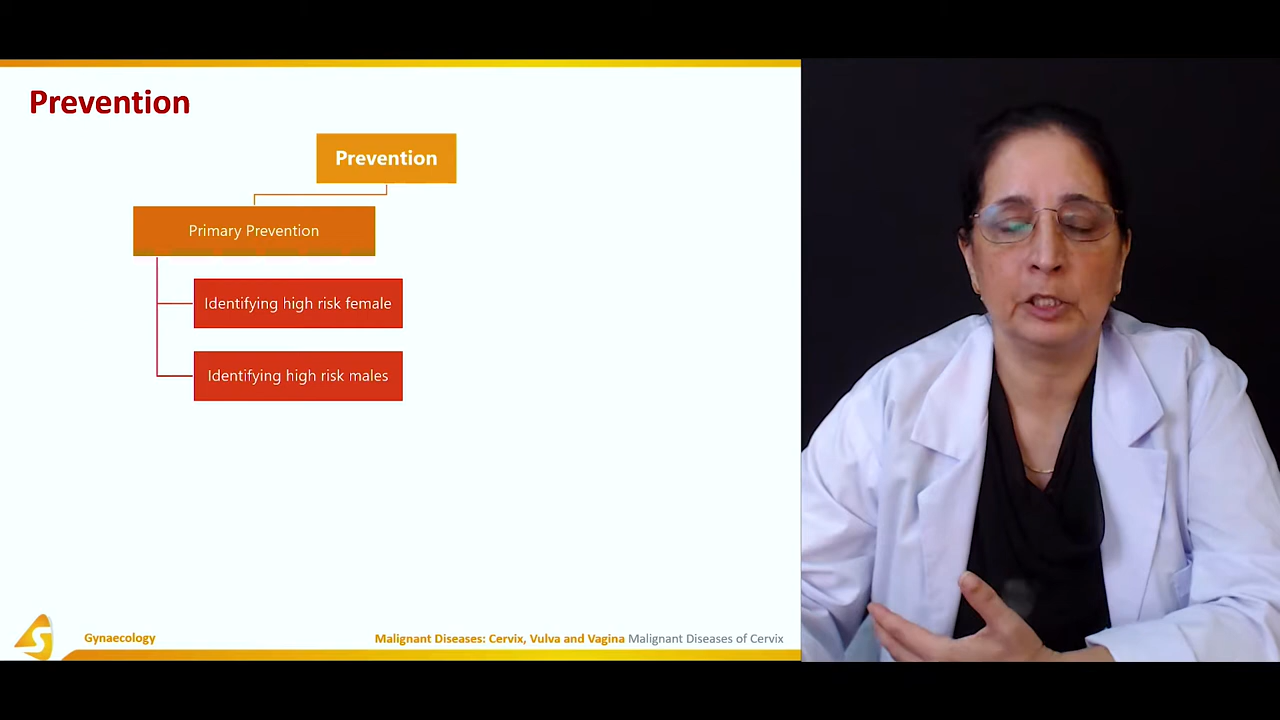 Prevention
Prevention
Primary Prevention
Identifying high risk female
Identifying high risk males
Gynaecology
Malignant Diseases: Cervix, Vulva and Vagina Malignant Diseases of Cervix